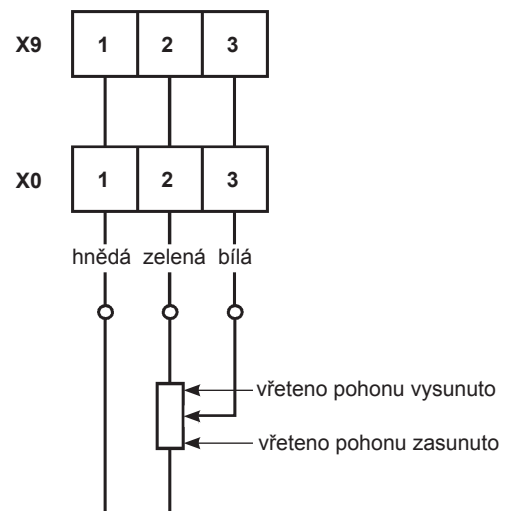 X9 1 2 3
X0 1 2 3
hnědá zelená bílá
vřeteno pohonu vysunuto
vřeteno pohonu zasunuto